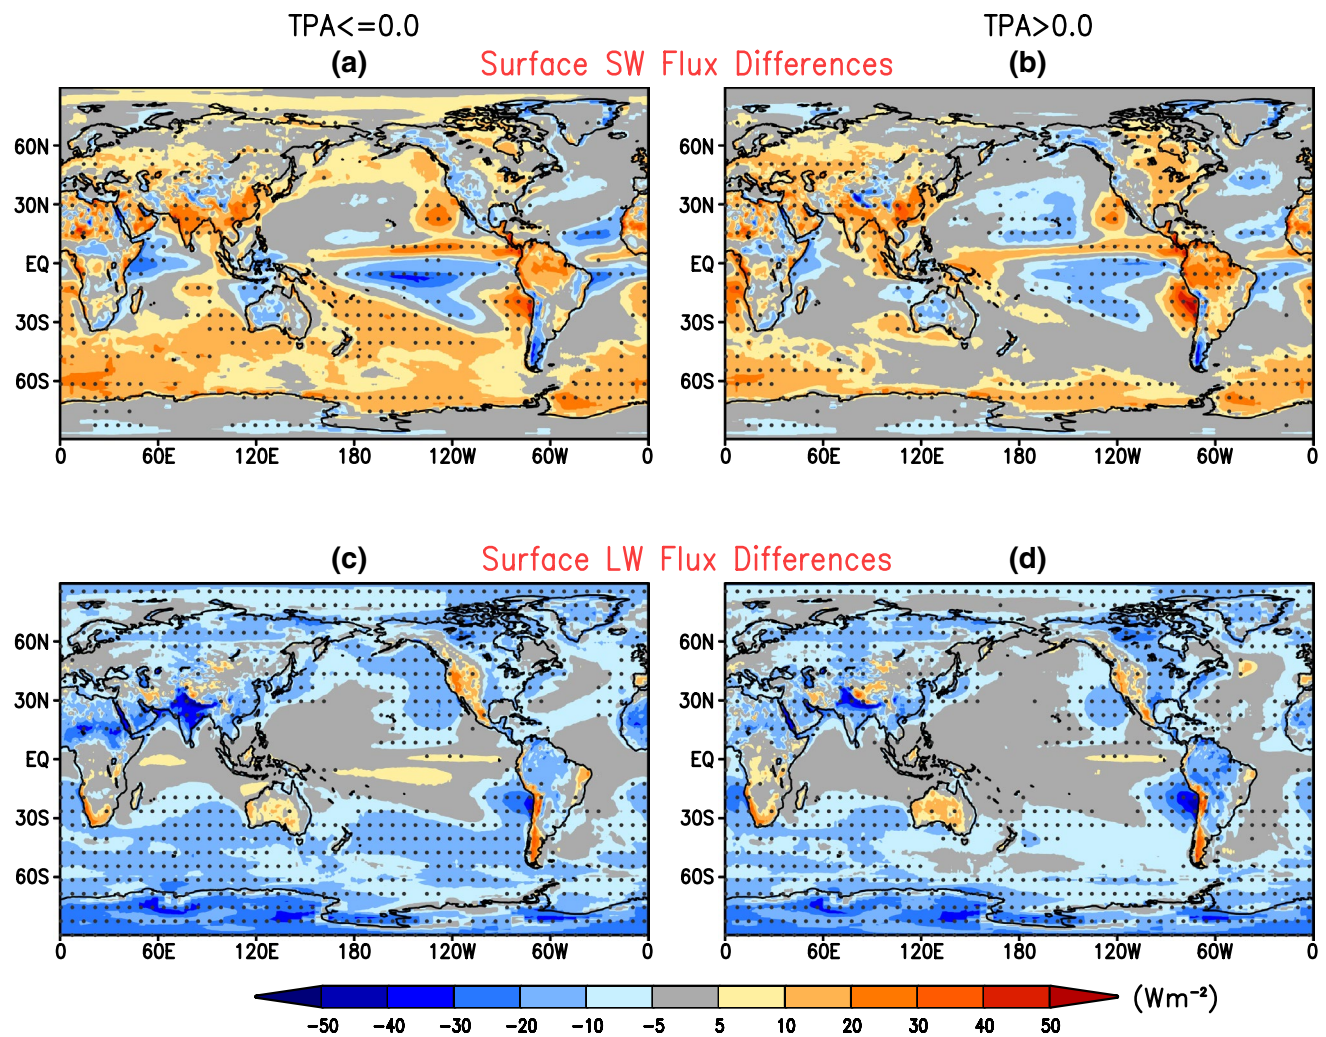 TPA<=0.0 TPA>0.0
(a) Surface SW Flux Differences (b)
60N 60N
30N 30N
EQ EQ
30S 30S
60S 60S
0 60E 120E 180 120W 60W 0 0 60E 120E 180 120W 60W 0
(c) Surface LW Flux Differences (d)
60N 60N
30N 30N
EQ EQ
30S 30S
60S 60S
0 60E 120E 180 120W 60W 0 0 60E 120E 180 120W 60W 0
(Wm⁻²)
−50 −40 −30 −20 −10 −5 5 10 20 30 40 50